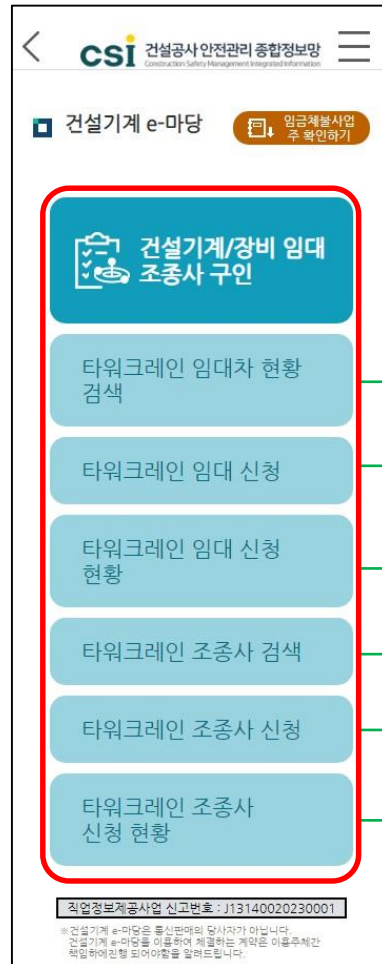 CSI 건설공사 안전관리 종합정보망
Construction Safety Management Integrated Information
건설기계 e-마당
임금체불사업
주 확인하기
건설기계/장비 임대
조종사 구인
타워크레인 임대차 현황
검색
타워크레인 임대 신청
타워크레인 임대 신청
현황
타워크레인 조종사 검색
타워크레인 조종사 신청
타워크레인 조종사
신청 현황
직업정보제공사업 신고번호 : J13140020230001
※건설기계 e-마당은 통신판매의 당사자가 아닙니다.
건설기계 e-마당를 이용하여 체결하는 계약은 이용주체간
책임하에진행 되어야함을 알려드립니다.